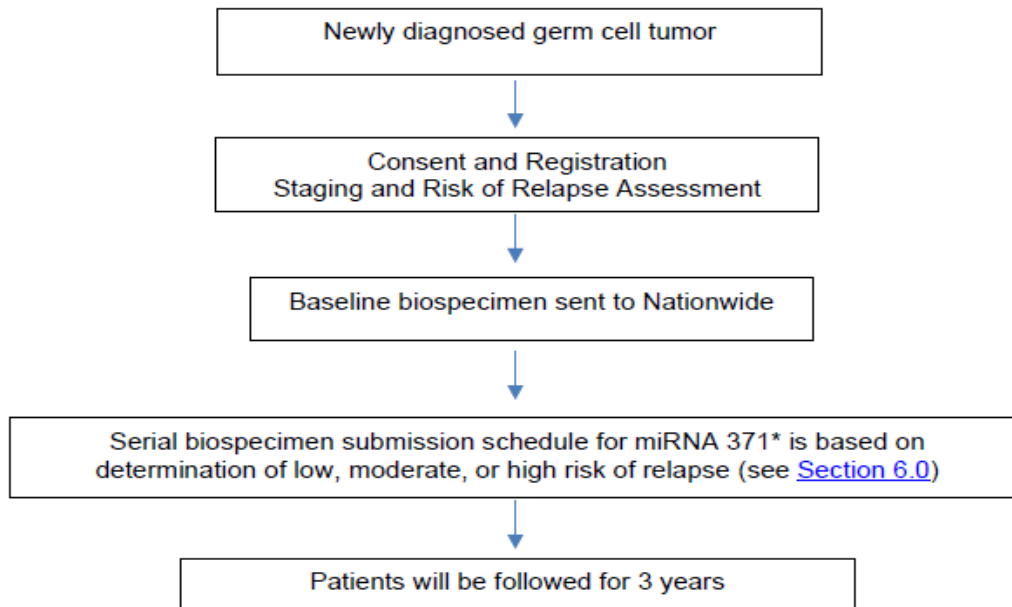 Newly diagnosed germ cell tumor
Consent and Registration
Staging and Risk of Relapse Assessment
Baseline biospecimen sent to Nationwide
Serial biospecimen submission schedule for miRNA 371* is based on
determination of low, moderate, or high risk of relapse (see Section 6.0)
Patients will be followed for 3 years